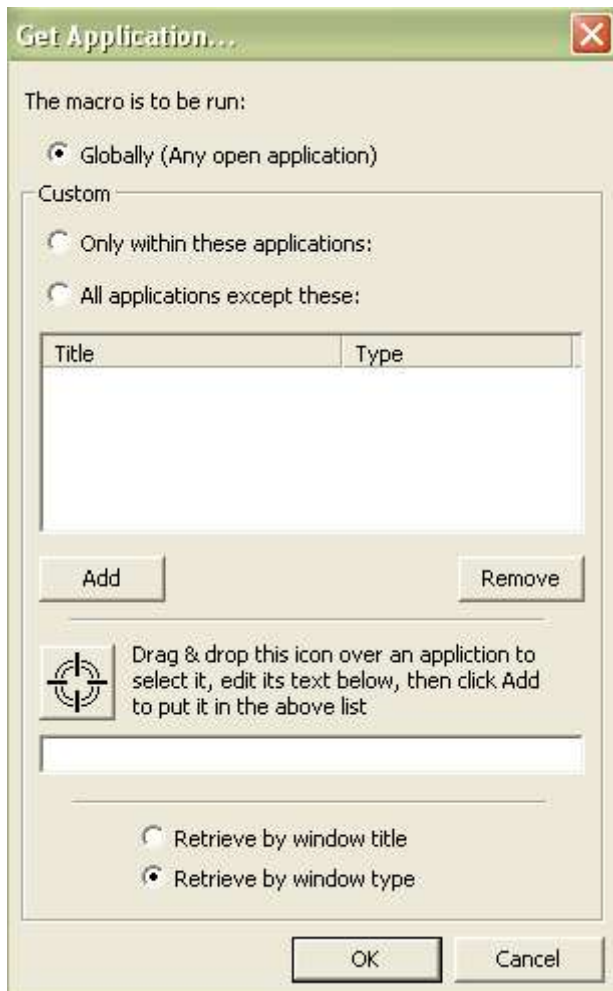 Get Application...
The macro is to be run:
Globally (Any open application)
Custom
Only within these applications:
All applications except these:
Title Type
Add Remove
Drag & drop this icon over an appliction to
select it, edit its text below, then click Add
to put it in the above list
Retrieve by window title
Retrieve by window type
OK Cancel